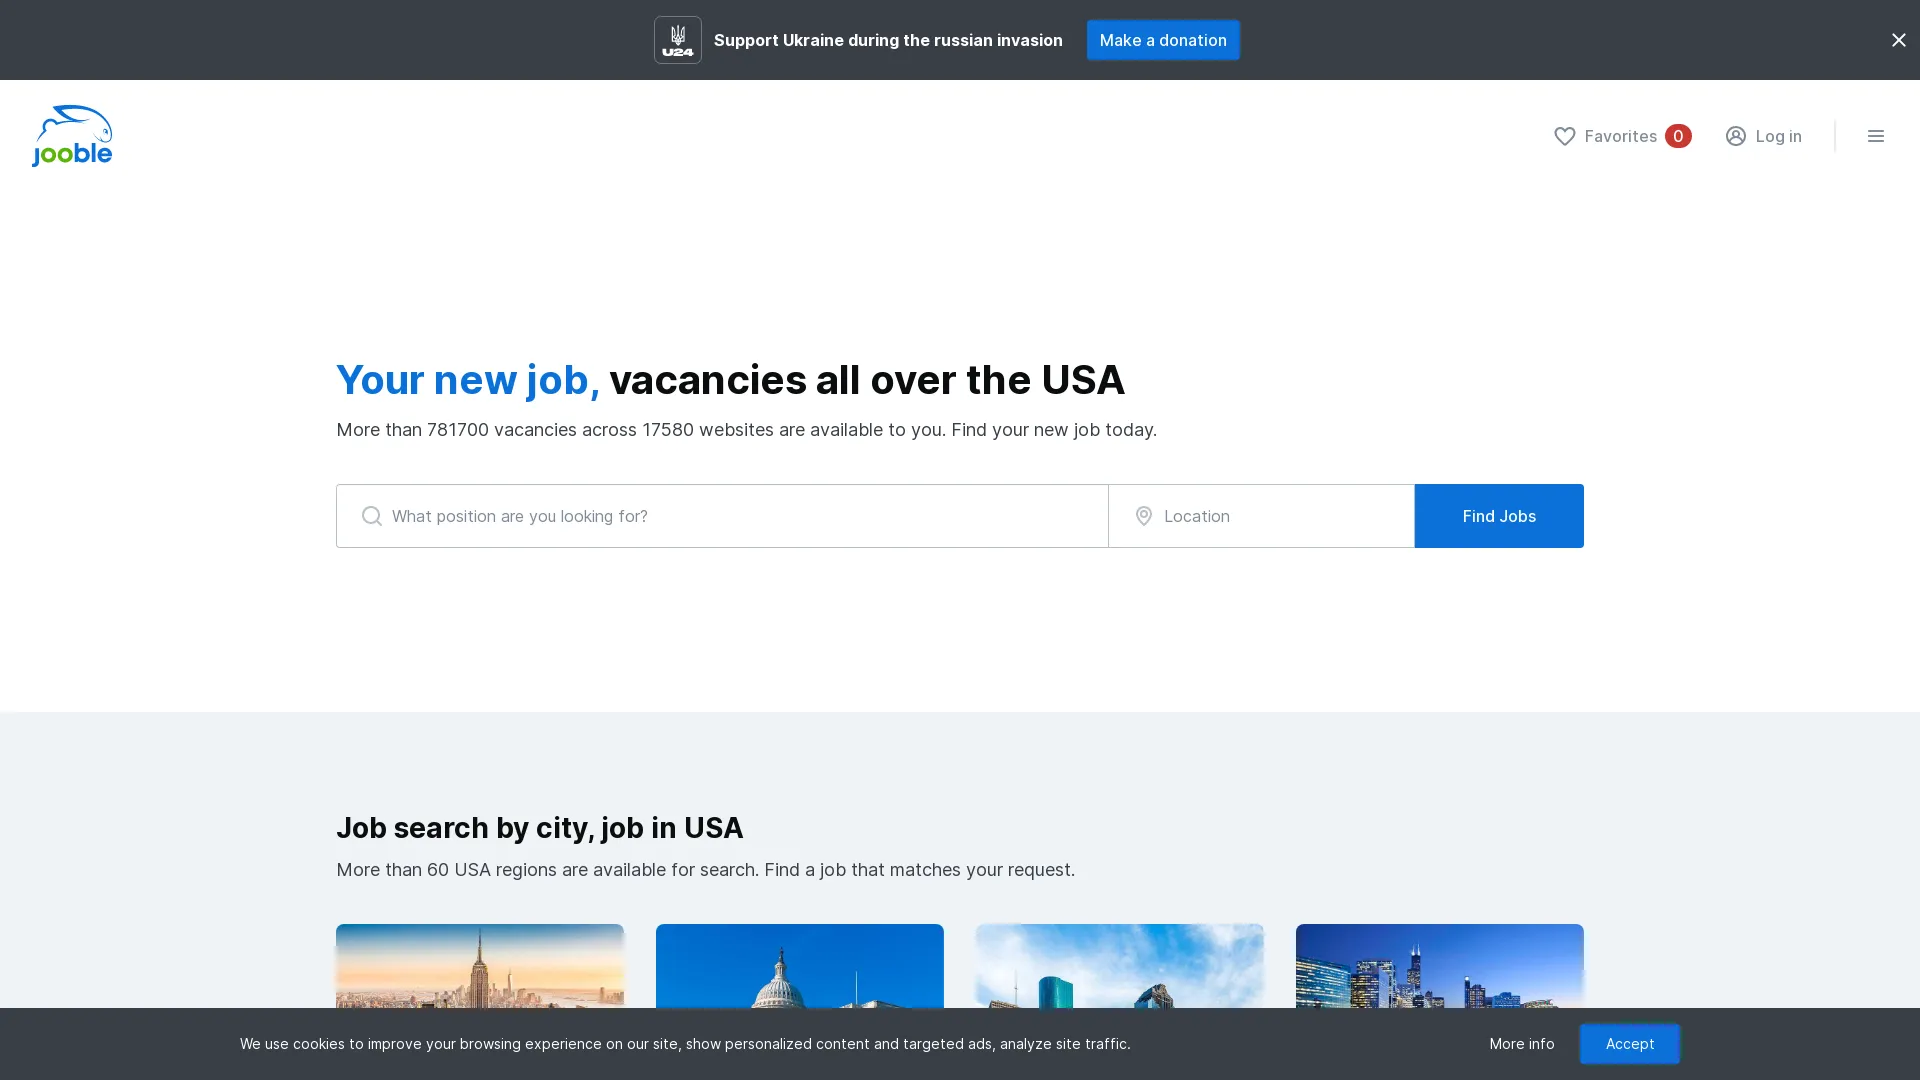 U24
Support Ukraine during the russian invasion
Make a donation
jooble
Favorites 0
Log in
Your new job, vacancies all over the USA
More than 781700 vacancies across 17580 websites are available to you. Find your new job today.
What position are you looking for?
Location
Find Jobs
Job search by city, job in USA
More than 60 USA regions are available for search. Find a job that matches your request.
We use cookies to improve your browsing experience on our site, show personalized content and targeted ads, analyze site traffic.
More info
Accept